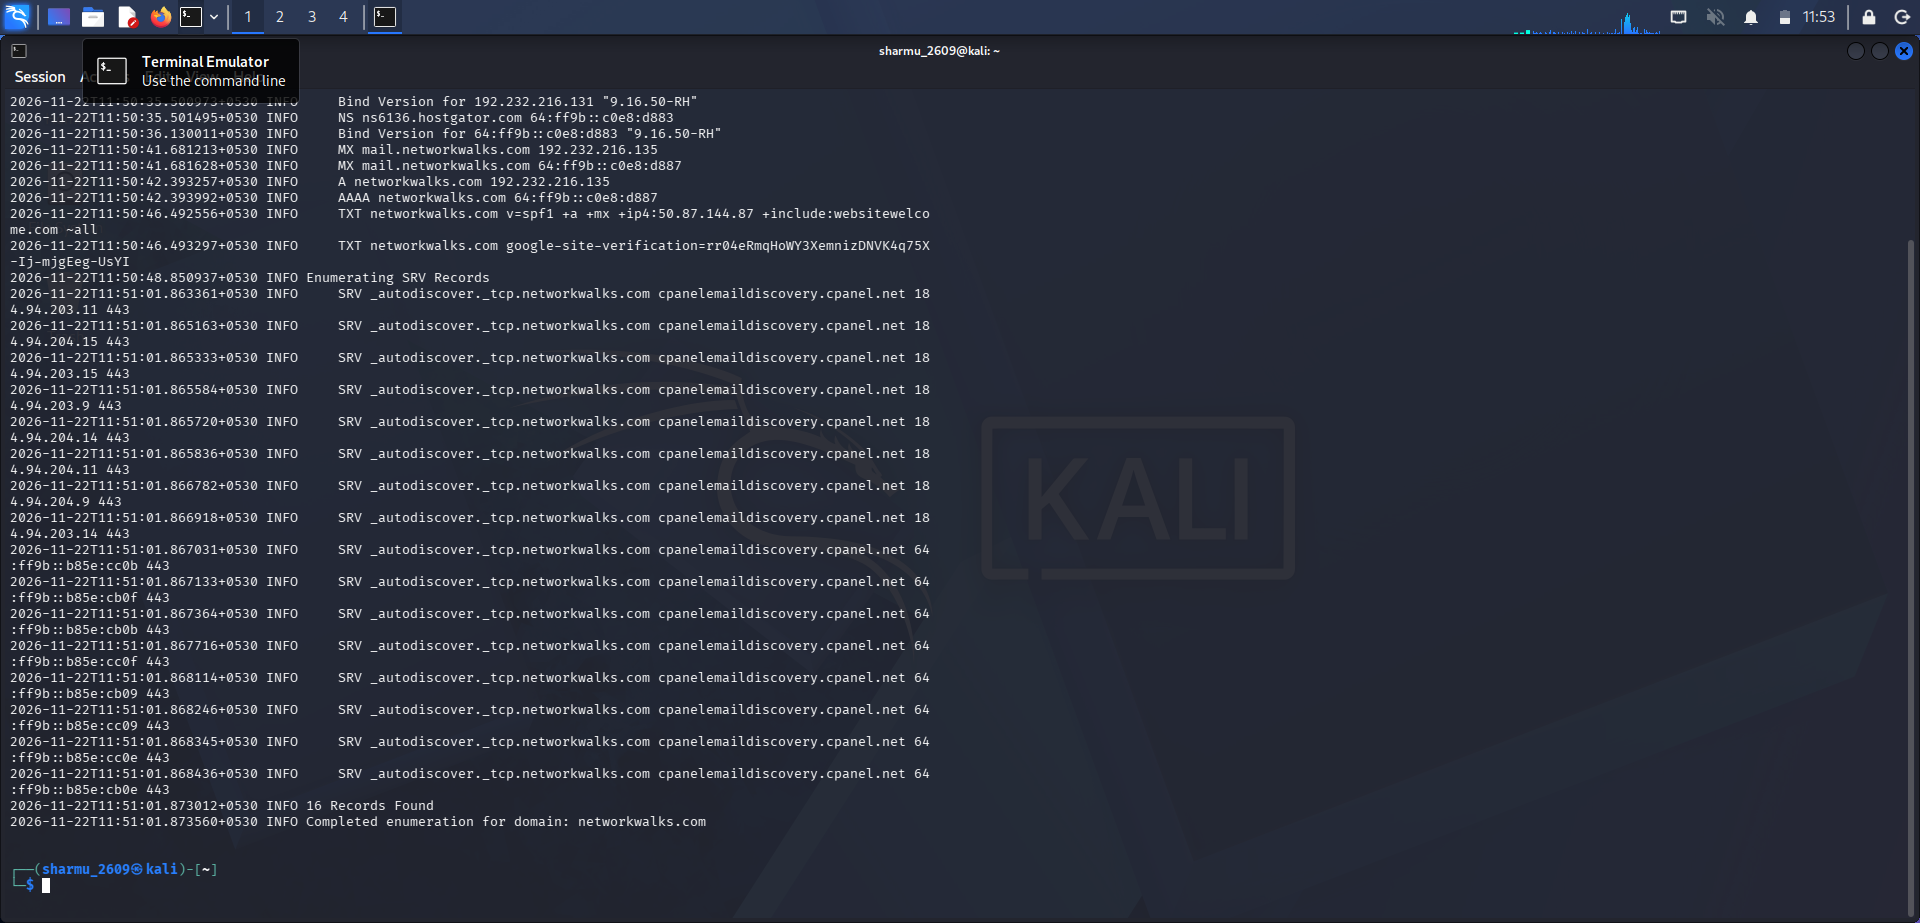 1 2 3 4 11:53
sharmu_2609@kali: ~
Session
Terminal Emulator
Use the command line
2026-11-22T11:50:35.500973+0530 INFO     Bind Version for 192.232.216.131 "9.16.50-RH"
2026-11-22T11:50:35.501495+0530 INFO     NS ns6136.hostgator.com 64:ff9b::c0e8:d883
2026-11-22T11:50:36.130011+0530 INFO     Bind Version for 64:ff9b::c0e8:d883 "9.16.50-RH"
2026-11-22T11:50:41.681213+0530 INFO     MX mail.networkwalks.com 192.232.216.135
2026-11-22T11:50:41.681628+0530 INFO     MX mail.networkwalks.com 64:ff9b::c0e8:d887
2026-11-22T11:50:42.393257+0530 INFO     A networkwalks.com 192.232.216.135
2026-11-22T11:50:42.393992+0530 INFO     AAAA networkwalks.com 64:ff9b::c0e8:d887
2026-11-22T11:50:46.492556+0530 INFO     TXT networkwalks.com v=spf1 +a +mx +ip4:50.87.144.87 +include:websitewelco
me.com ~all
2026-11-22T11:50:46.493297+0530 INFO     TXT networkwalks.com google-site-verification=rr04eRmqHoWY3XemnizDNVK4q75X
-Ij-mjgEeg-UsYI
2026-11-22T11:50:48.850937+0530 INFO Enumerating SRV Records
2026-11-22T11:51:01.863361+0530 INFO     SRV _autodiscover._tcp.networkwalks.com cpanelemaildiscovery.cpanel.net 18
4.94.203.11 443
2026-11-22T11:51:01.865163+0530 INFO     SRV _autodiscover._tcp.networkwalks.com cpanelemaildiscovery.cpanel.net 18
4.94.204.15 443
2026-11-22T11:51:01.865333+0530 INFO     SRV _autodiscover._tcp.networkwalks.com cpanelemaildiscovery.cpanel.net 18
4.94.203.15 443
2026-11-22T11:51:01.865584+0530 INFO     SRV _autodiscover._tcp.networkwalks.com cpanelemaildiscovery.cpanel.net 18
4.94.203.9 443
2026-11-22T11:51:01.865720+0530 INFO     SRV _autodiscover._tcp.networkwalks.com cpanelemaildiscovery.cpanel.net 18
4.94.204.14 443
2026-11-22T11:51:01.865836+0530 INFO     SRV _autodiscover._tcp.networkwalks.com cpanelemaildiscovery.cpanel.net 18
4.94.204.11 443
2026-11-22T11:51:01.866782+0530 INFO     SRV _autodiscover._tcp.networkwalks.com cpanelemaildiscovery.cpanel.net 18
4.94.204.9 443
2026-11-22T11:51:01.866918+0530 INFO     SRV _autodiscover._tcp.networkwalks.com cpanelemaildiscovery.cpanel.net 18
4.94.203.14 443
2026-11-22T11:51:01.867031+0530 INFO     SRV _autodiscover._tcp.networkwalks.com cpanelemaildiscovery.cpanel.net 64
:ff9b::b85e:cc0b 443
2026-11-22T11:51:01.867133+0530 INFO     SRV _autodiscover._tcp.networkwalks.com cpanelemaildiscovery.cpanel.net 64
:ff9b::b85e:cb0f 443
2026-11-22T11:51:01.867364+0530 INFO     SRV _autodiscover._tcp.networkwalks.com cpanelemaildiscovery.cpanel.net 64
:ff9b::b85e:cb0b 443
2026-11-22T11:51:01.867716+0530 INFO     SRV _autodiscover._tcp.networkwalks.com cpanelemaildiscovery.cpanel.net 64
:ff9b::b85e:cc0f 443
2026-11-22T11:51:01.868114+0530 INFO     SRV _autodiscover._tcp.networkwalks.com cpanelemaildiscovery.cpanel.net 64
:ff9b::b85e:cb09 443
2026-11-22T11:51:01.868246+0530 INFO     SRV _autodiscover._tcp.networkwalks.com cpanelemaildiscovery.cpanel.net 64
:ff9b::b85e:cc09 443
2026-11-22T11:51:01.868345+0530 INFO     SRV _autodiscover._tcp.networkwalks.com cpanelemaildiscovery.cpanel.net 64
:ff9b::b85e:cc0e 443
2026-11-22T11:51:01.868436+0530 INFO     SRV _autodiscover._tcp.networkwalks.com cpanelemaildiscovery.cpanel.net 64
:ff9b::b85e:cb0e 443
2026-11-22T11:51:01.873012+0530 INFO 16 Records Found
2026-11-22T11:51:01.873560+0530 INFO Completed enumeration for domain: networkwalks.com
KALI
┌──(sharmu_2609㉿kali)-[~]
└─$